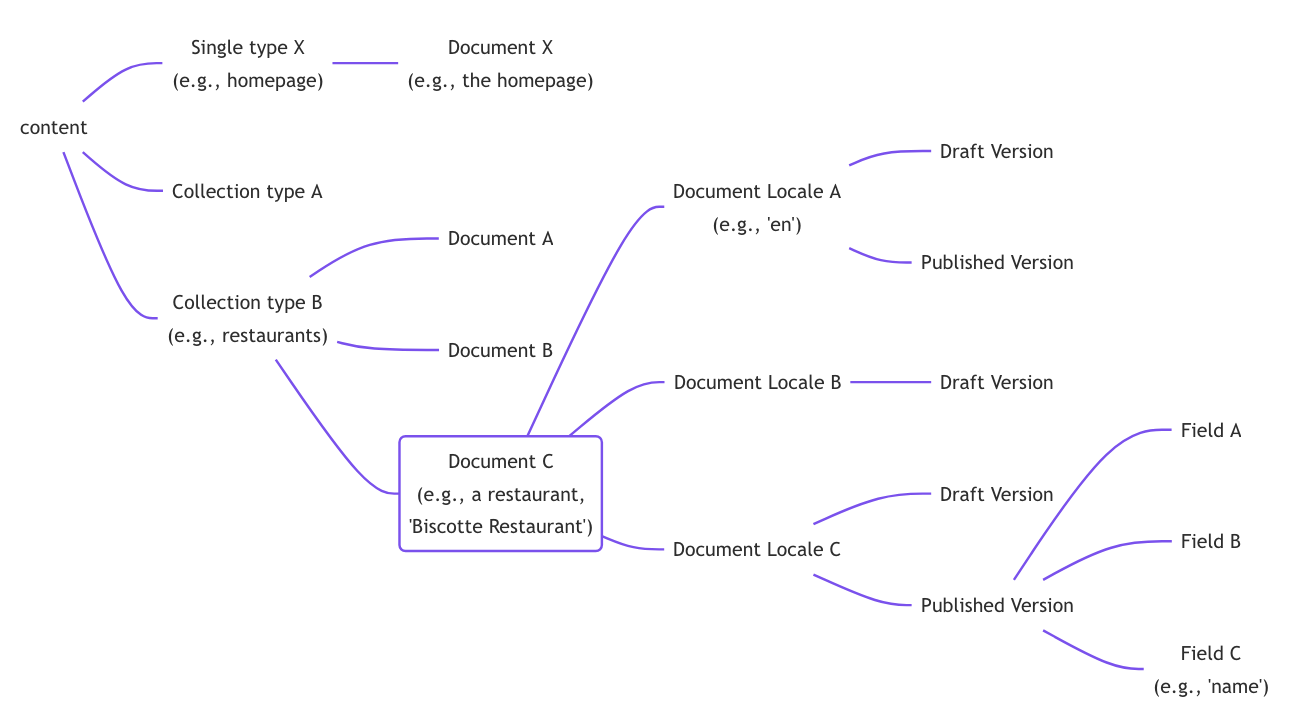 content
Single type X
(e.g., homepage)
Document X
(e.g., the homepage)
Collection type A
Collection type B
(e.g., restaurants)
Document A
Document B
Document C
(e.g., a restaurant,
'Biscotte Restaurant')
Document Locale A
(e.g., 'en')
Draft Version
Published Version
Document Locale B
Draft Version
Document Locale C
Draft Version
Published Version
Field A
Field B
Field C
(e.g., 'name')